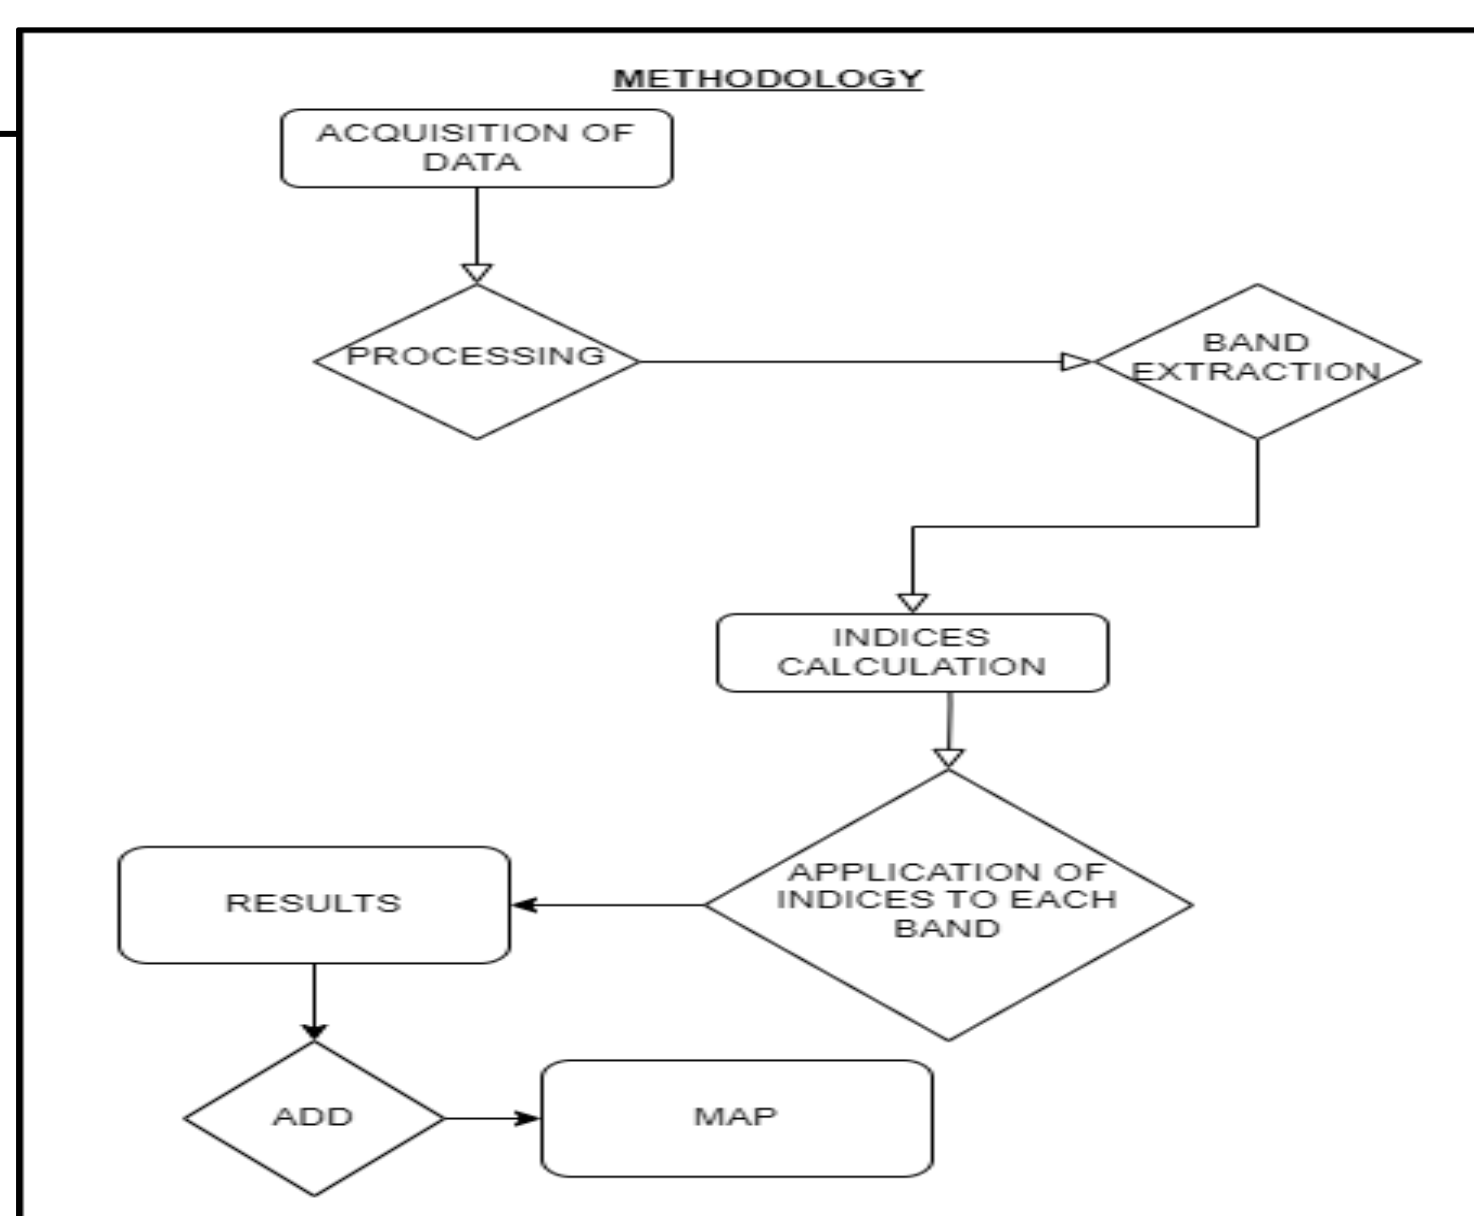 METHODOLOGY
ACQUISITION OF
DATA
PROCESSING
BAND
EXTRACTION
INDICES
CALCULATION
APPLICATION OF
INDICES TO EACH
BAND
RESULTS
ADD
MAP